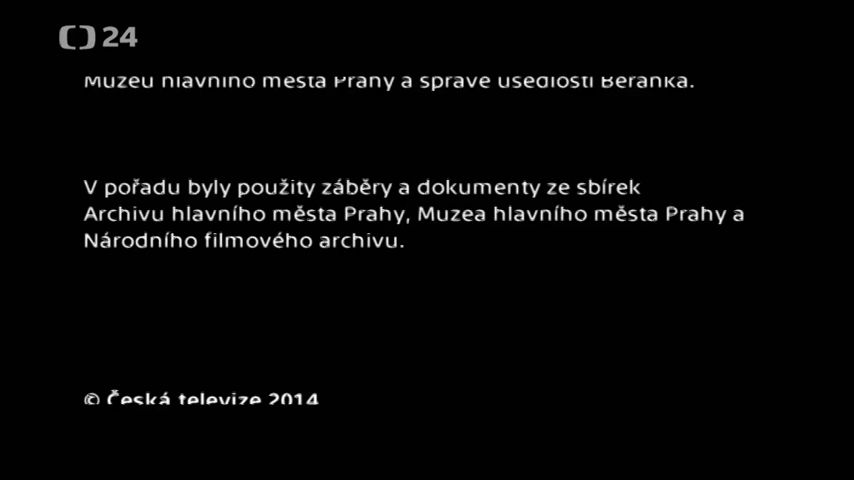 24
Muzeu hlavního města Prahy a správě usedlosti Beránka.
V pořadu byly použity záběry a dokumenty ze sbírek
Archivu hlavního města Prahy, Muzea hlavního města Prahy a
Národního filmového archivu.
© Česká televize 2014